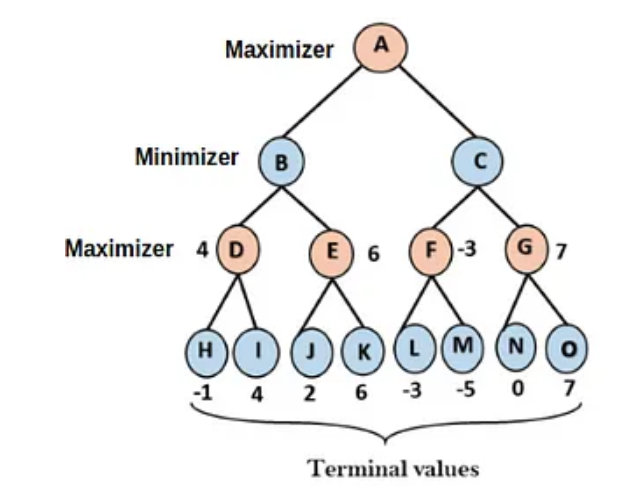 Maximizer A
Minimizer B C
Maximizer 4 D E 6 F -3 G 7
H I J K L M N O
-1 4 2 6 -3 -5 0 7
Terminal values